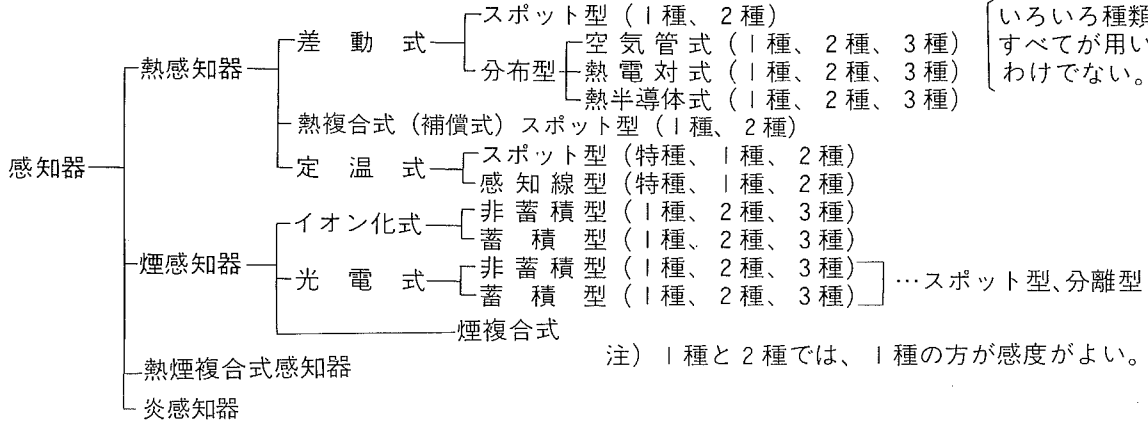 スポット型（１種、２種）
いろいろ種類
差動式
空気管式（１種、２種、３種）
すべてが用い
熱感知器
分布型
熱電対式（１種、２種、３種）
わけでない。
熱半導体式（１種、２種、３種）
熱複合式（補償式）スポット型（１種、２種）
スポット型（特種、１種、２種）
感知器
定温式
感知線型（特種、１種、２種）
非蓄積型（１種、２種、３種）
イオン化式
蓄積型（１種、２種、３種）
煙感知器
非蓄積型（１種、２種、３種）
光電式
…スポット型、分離型
蓄積型（１種、２種、３種）
煙複合式
注）１種と２種では、１種の方が感度がよい。
熱煙複合式感知器
炎感知器